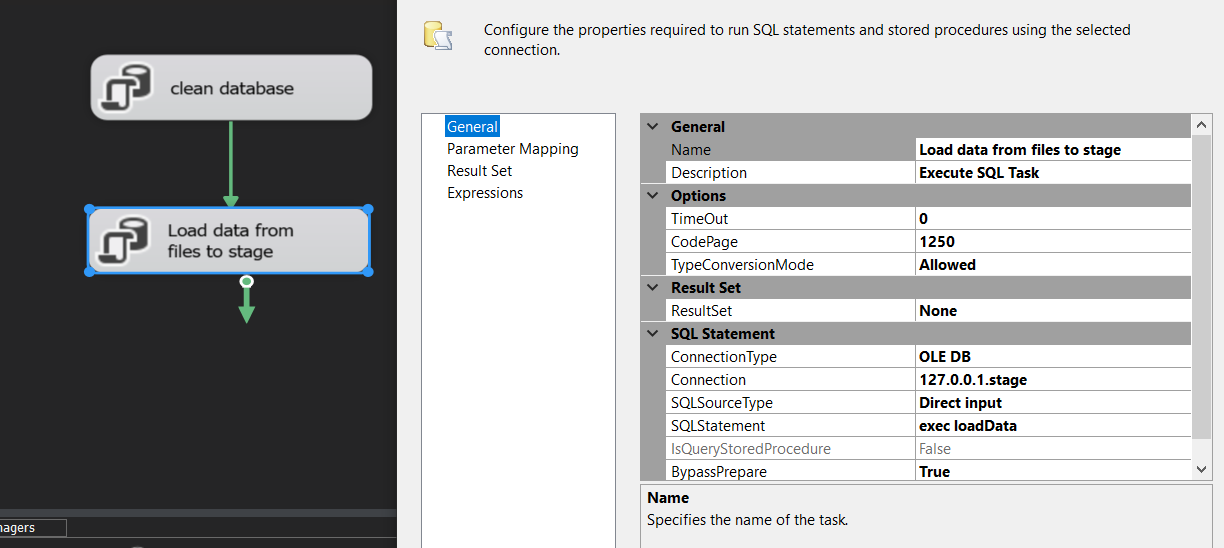 clean database
Load data from
files to stage
Configure the properties required to run SQL statements and stored procedures using the selected
connection.
General
Parameter Mapping
Result Set
Expressions
General
Name Load data from files to stage
Description Execute SQL Task
Options
TimeOut 0
CodePage 1250
TypeConversionMode Allowed
Result Set
ResultSet None
SQL Statement
ConnectionType OLE DB
Connection 127.0.0.1.stage
SQLSourceType Direct input
SQLStatement exec loadData
IsQueryStoredProcedure False
BypassPrepare True
Name
Specifies the name of the task.